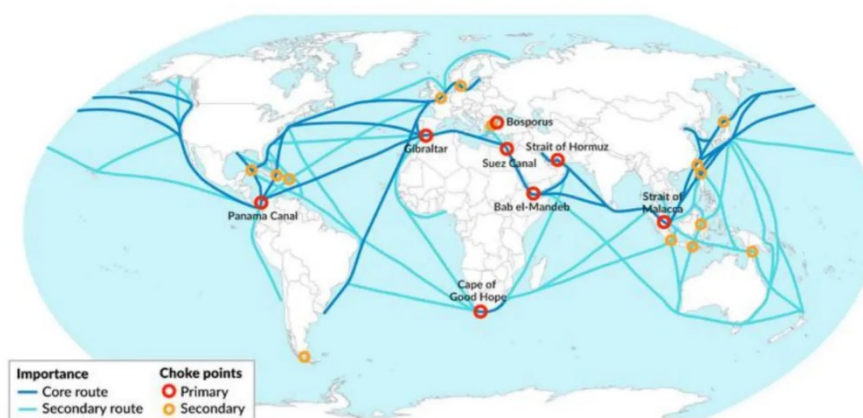 Bosporus
Gibraltar
Strait of Hormuz
Suez Canal
Bab el-Mandeb
Strait of
Malacca
Panama Canal
Cape of
Good Hope
Importance
Core route
Secondary route
Choke points
Primary
Secondary